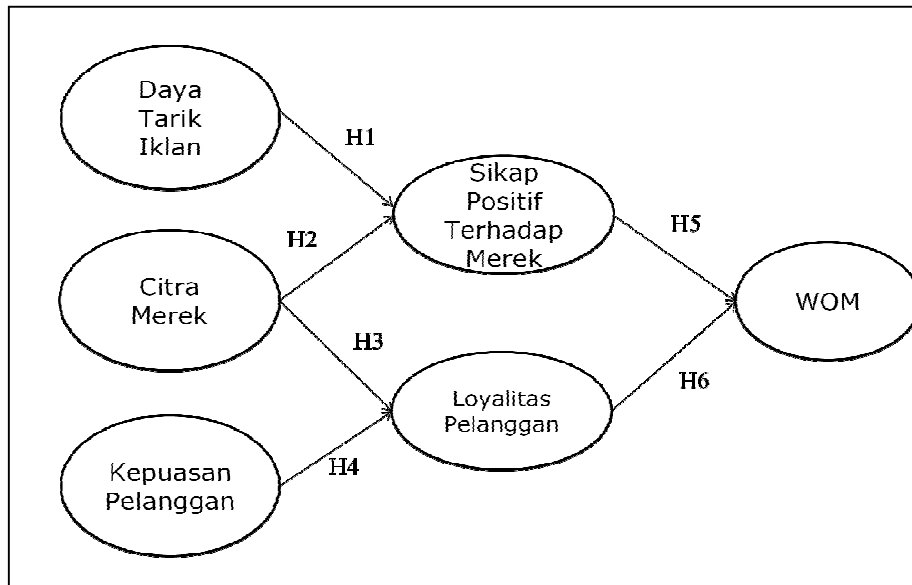 Daya
Tarik
Iklan
H1
Sikap
Positif
Terhadap
Merek
H2
H5
Citra
Merek
WOM
H3
Loyalitas
Pelanggan
H6
Kepuasan
Pelanggan
H4